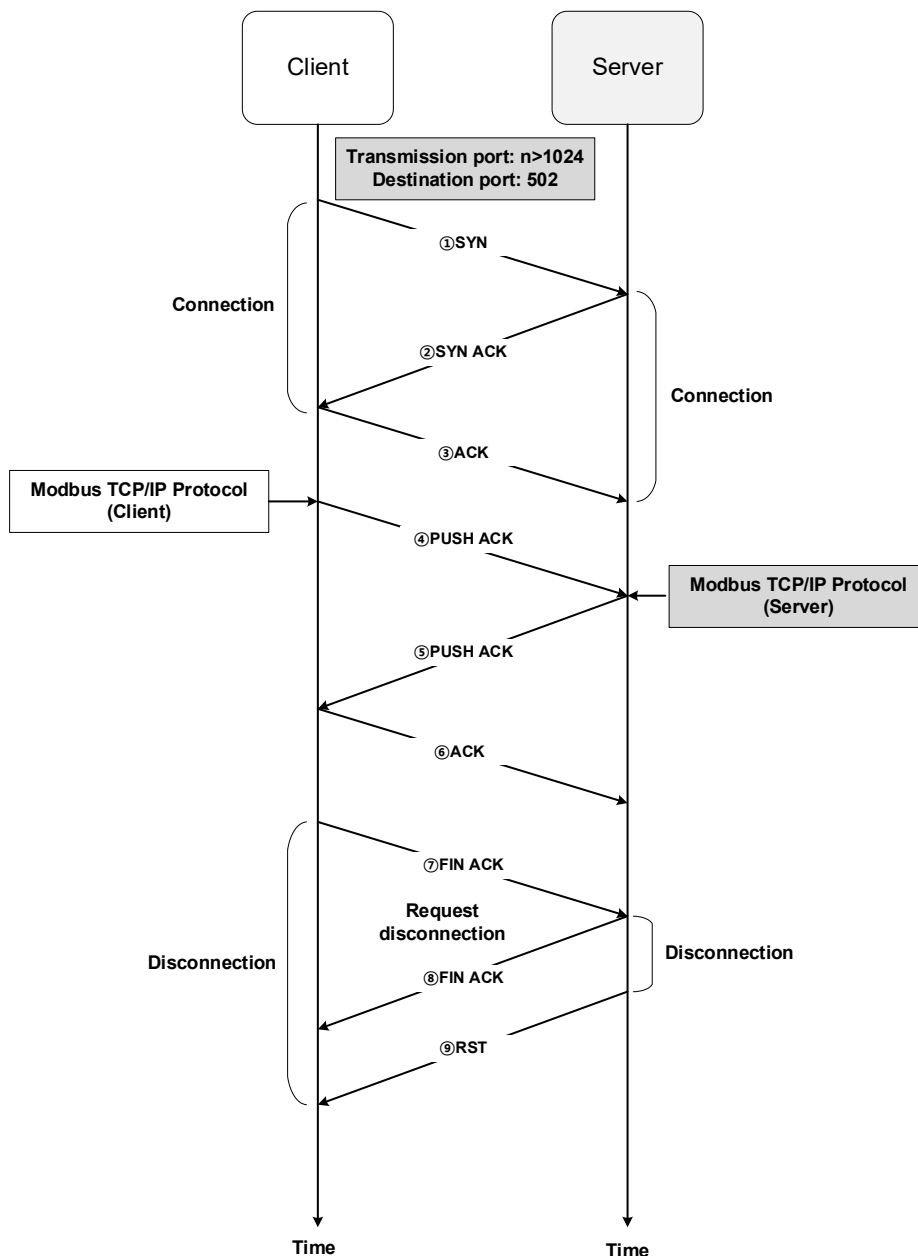 Client
Server
Transmission port: n>1024
Destination port: 502
①SYN
Connection
②SYN ACK
Connection
③ACK
Modbus TCP/IP Protocol
(Client)
④PUSH ACK
Modbus TCP/IP Protocol
(Server)
⑤PUSH ACK
⑥ACK
⑦FIN ACK
Request
disconnection
Disconnection
Disconnection
⑧FIN ACK
⑨RST
Time
Time